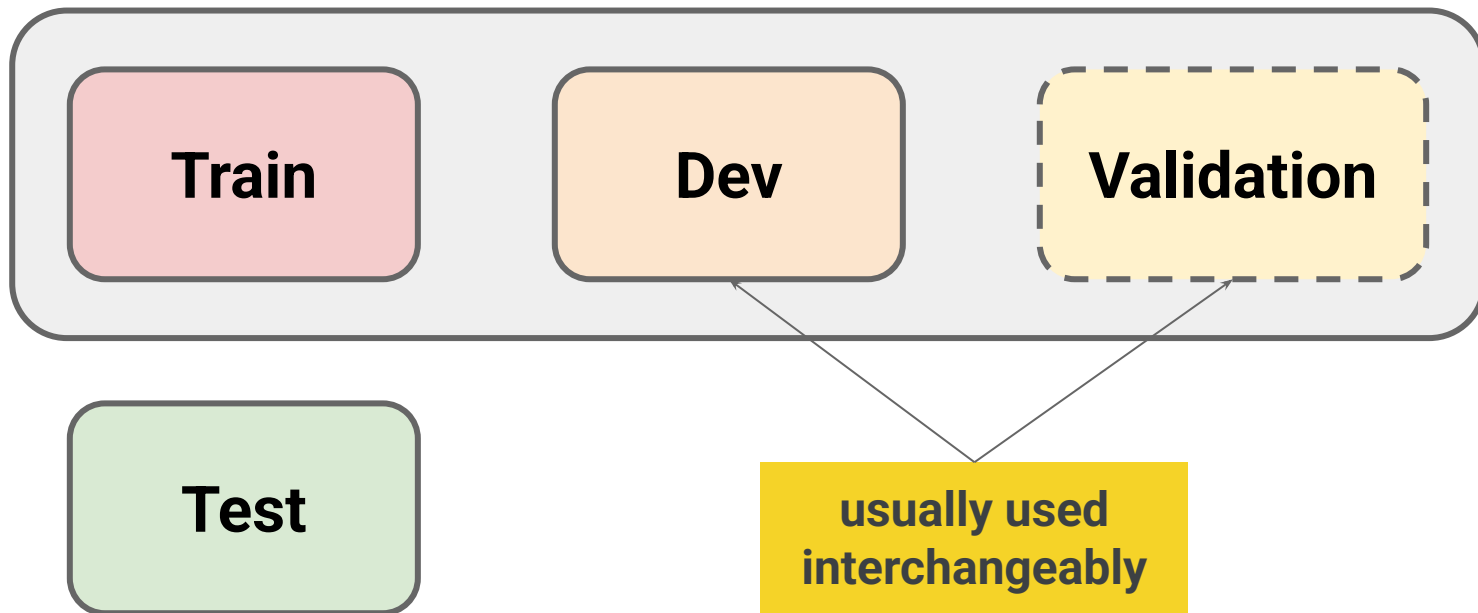 Train
Dev
Validation
Test
usually used
interchangeably